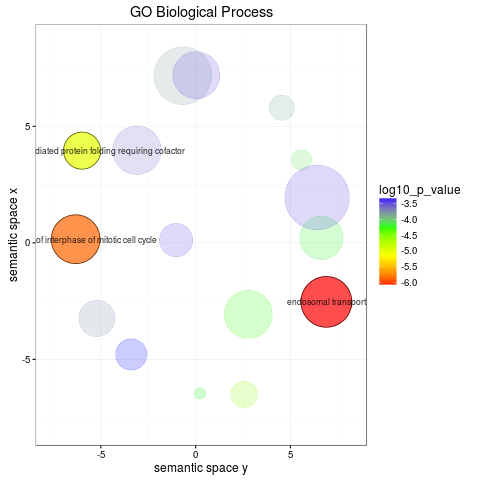 GO Biological Process
semantic space x
5
0
-5
diated protein folding requiring cofactor
of interphase of mitotic cell cycle
endosomal transport
-5
0
5
semantic space y
log10_p_value
-3.5
-4.0
-4.5
-5.0
-5.5
-6.0